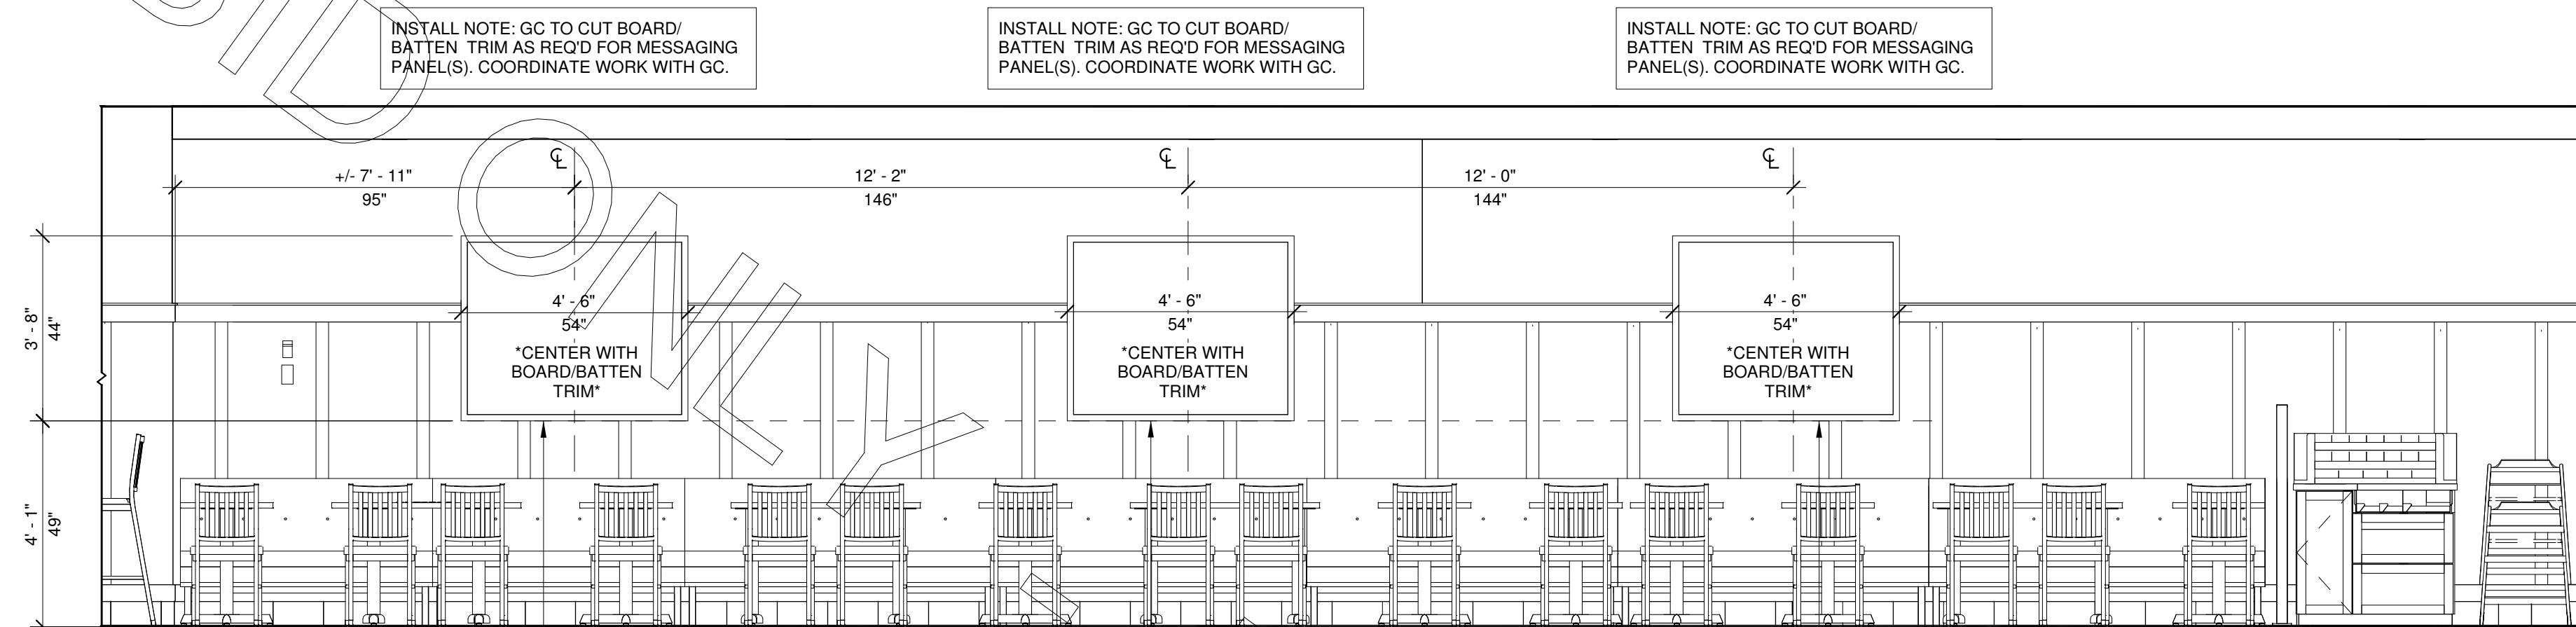 INSTALL NOTE: GC TO CUT BOARD/
BATTEN TRIM AS REQ'D FOR MESSAGING
PANEL(S). COORDINATE WORK WITH GC.
INSTALL NOTE: GC TO CUT BOARD/
BATTEN TRIM AS REQ'D FOR MESSAGING
PANEL(S). COORDINATE WORK WITH GC.
INSTALL NOTE: GC TO CUT BOARD/
BATTEN TRIM AS REQ'D FOR MESSAGING
PANEL(S). COORDINATE WORK WITH GC.
℄
℄
℄
+/- 7' - 11"
95"
12' - 2"
146"
12' - 0"
144"
3' - 8"
44"
4' - 6"
54"
*CENTER WITH
BOARD/BATTEN
TRIM*
4' - 6"
54"
*CENTER WITH
BOARD/BATTEN
TRIM*
4' - 6"
54"
*CENTER WITH
BOARD/BATTEN
TRIM*
4' - 1"
49"
ONLY